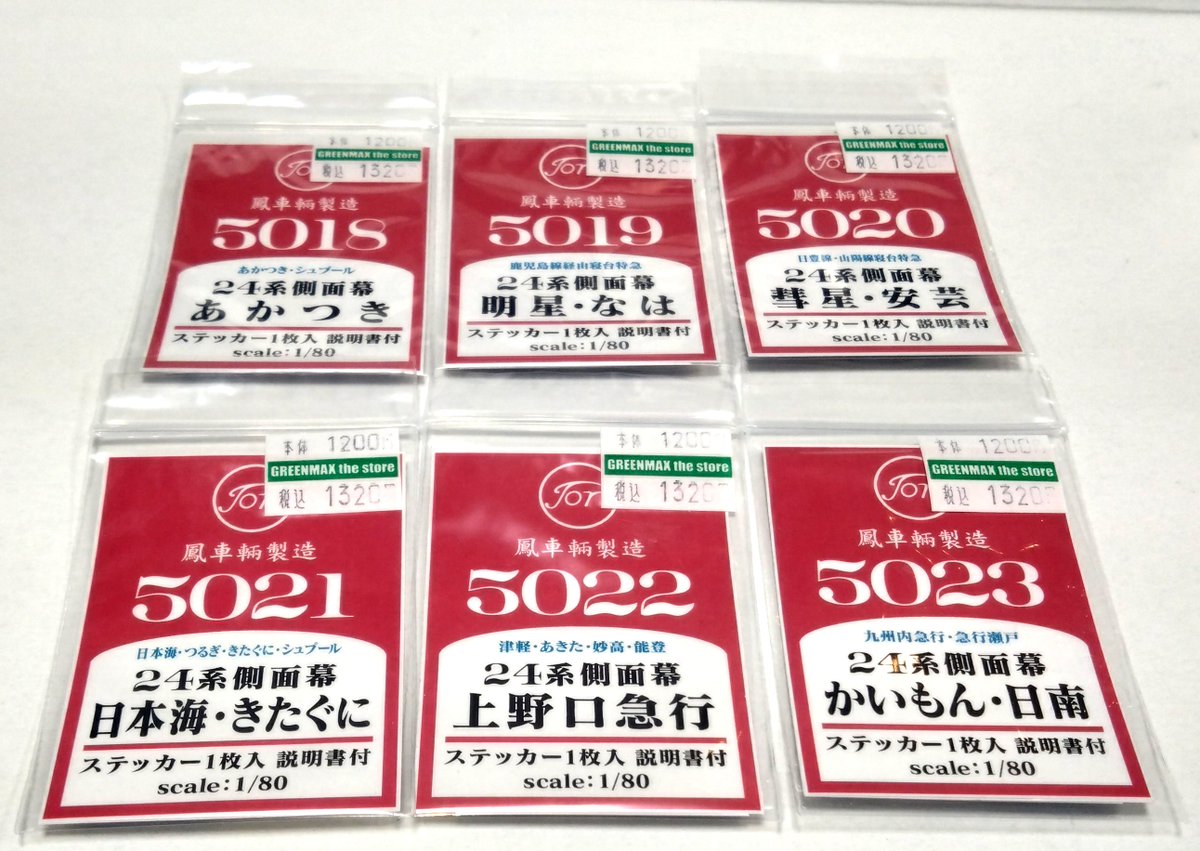 本体 1200
GREENMAX the store
税込 1320
鳳車輌製造
5018
あかつき・シュプール
24系側面幕
あかつき
ステッカー1枚入 説明書付
scale:1/80
本体 1200
GREENMAX the store
税込 1320
鳳車輌製造
5019
鹿児島線経由寝台特急
24系側面幕
明星・なは
ステッカー1枚入 説明書付
scale:1/80
本体 1200
GREENMAX the store
税込 1320
鳳車輌製造
5020
日豊線・山陽線寝台特急
24系側面幕
彗星・安芸
ステッカー1枚入 説明書付
scale:1/80
本体 1200
GREENMAX the store
税込 1320
鳳車輌製造
5021
日本海・つるぎ・きたぐに・シュプール
24系側面幕
日本海・きたぐに
ステッカー1枚入 説明書付
scale:1/80
本体 1200
GREENMAX the store
税込 1320
鳳車輌製造
5022
津軽・あきた・妙高・能登
24系側面幕
上野口急行
ステッカー1枚入 説明書付
scale:1/80
本体 1200
GREENMAX the store
税込 1320
鳳車輌製造
5023
九州内急行・急行瀬戸
24系側面幕
かいもん・日南
ステッカー1枚入 説明書付
scale:1/80